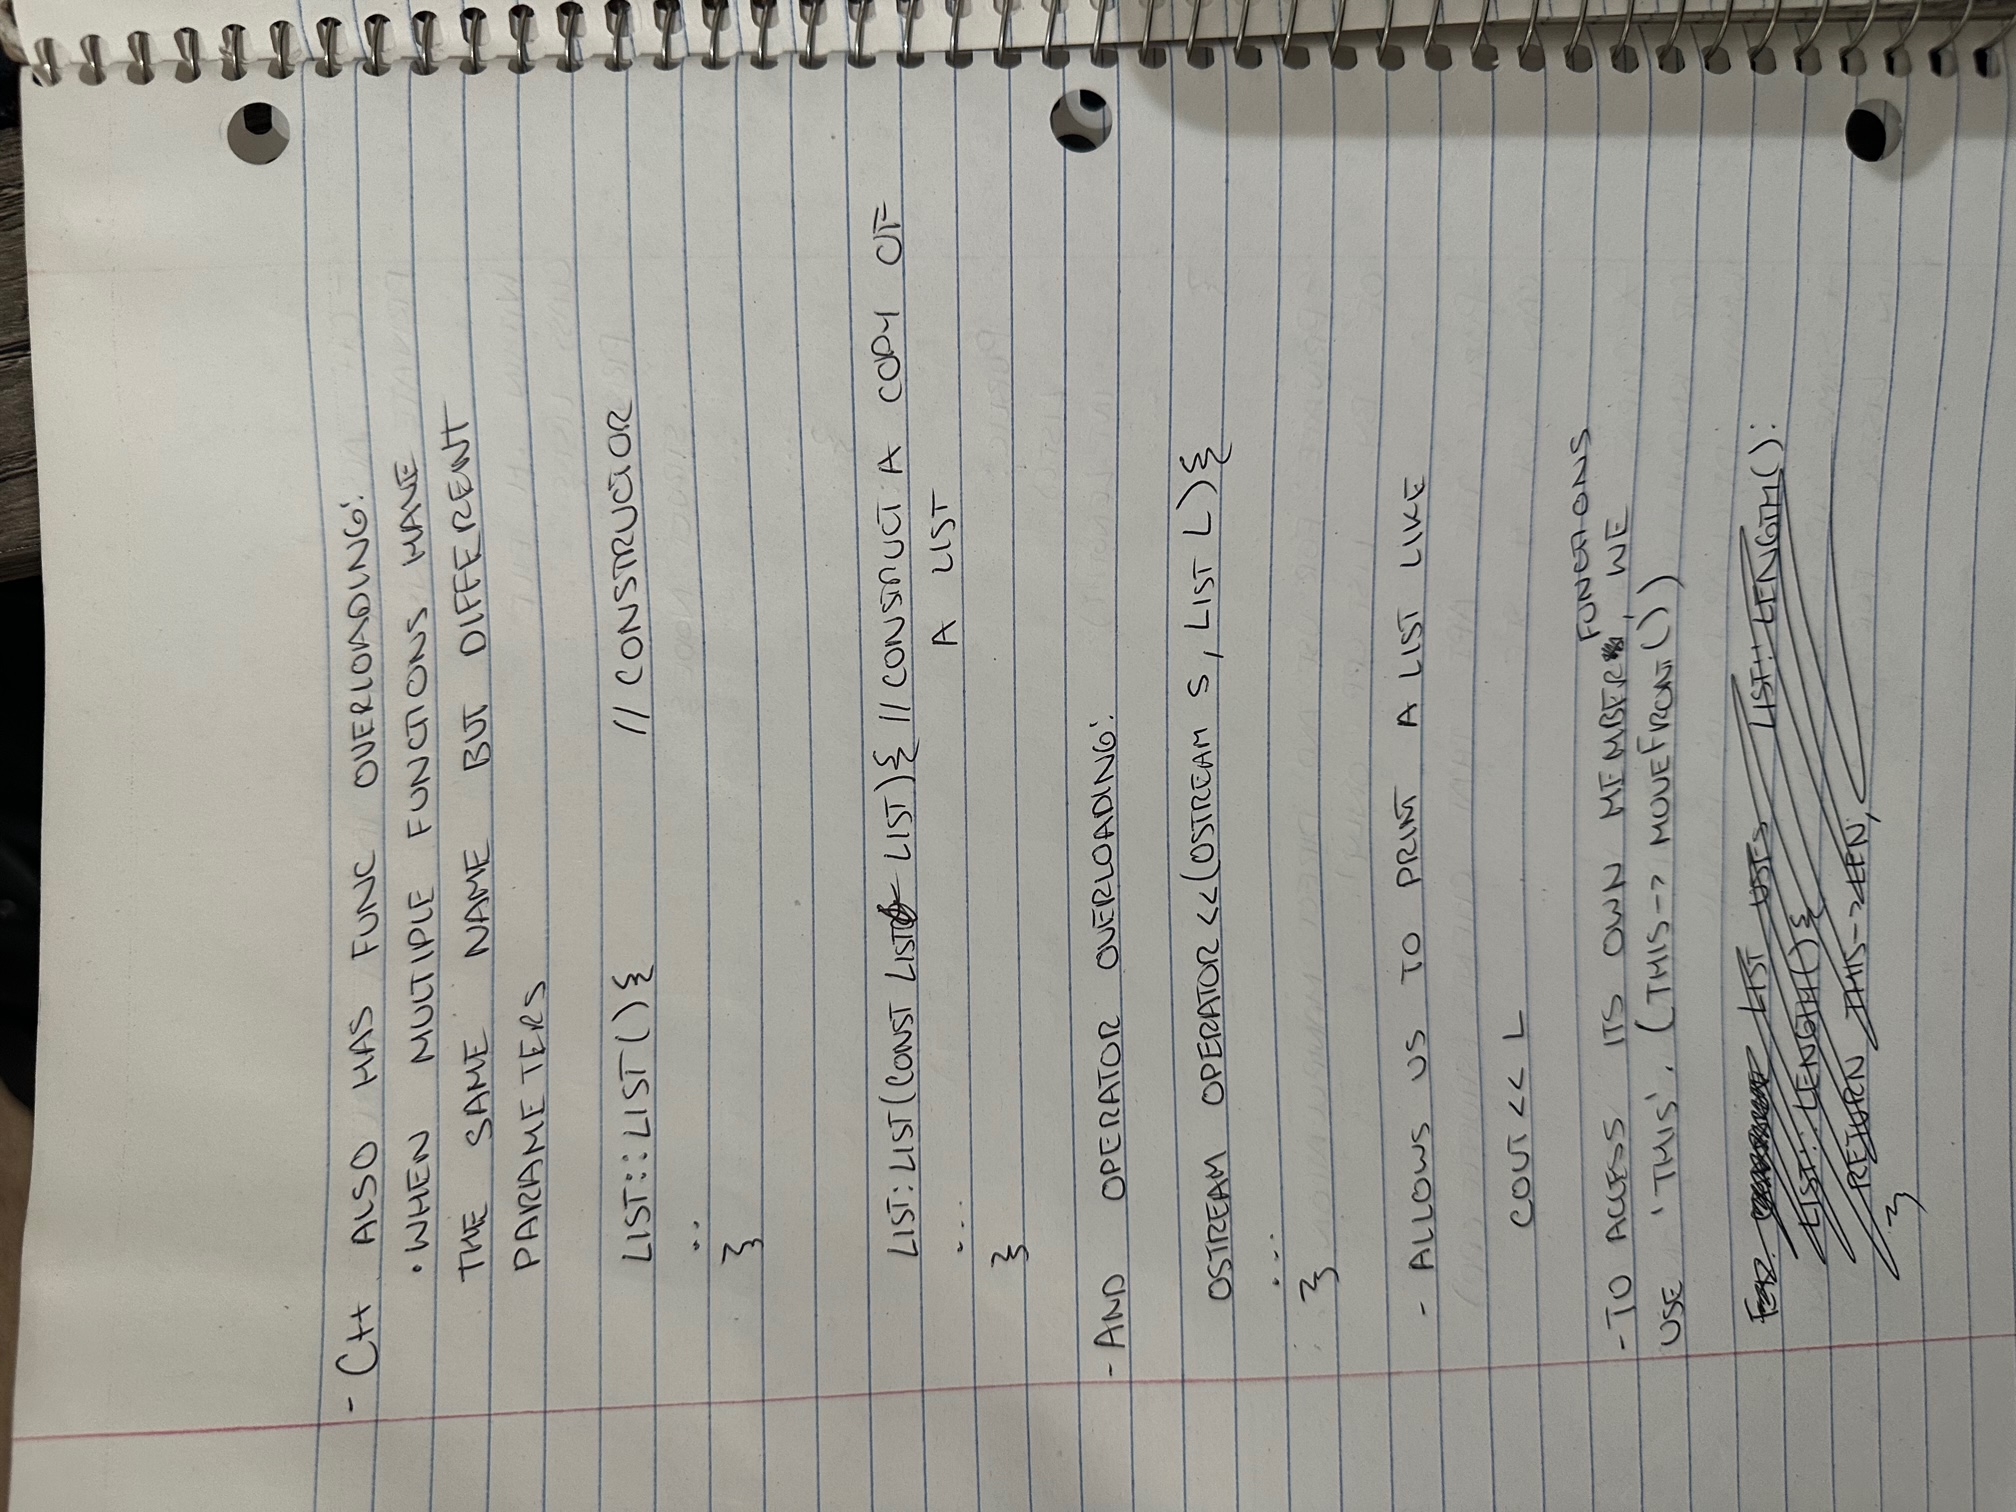 - C++ ALSO HAS FUNC OVERLOADING:
• WHEN MULTIPLE FUNCTIONS HAVE
THE SAME NAME BUT DIFFERENT
PARAMETERS
LIST::LIST(){ // CONSTRUCTOR
..
}
LIST:LIST(CONST LIST& LIST){ // CONSTRUCT A COPY OF
A LIST
...
}
- AND OPERATOR OVERLOADING:
OSTREAM OPERATOR <<(OSTREAM S, LIST L){
...
}
- ALLOWS US TO PRINT A LIST LIKE
COUT << L
FUNCTIONS
- TO ACCESS ITS OWN MEMBER, WE
USE 'THIS'. (THIS-> MOVEFRONT())
LIST USES LIST::LENGTH():
LIST::LENGTH(){
RETURN THIS->LEN;
}